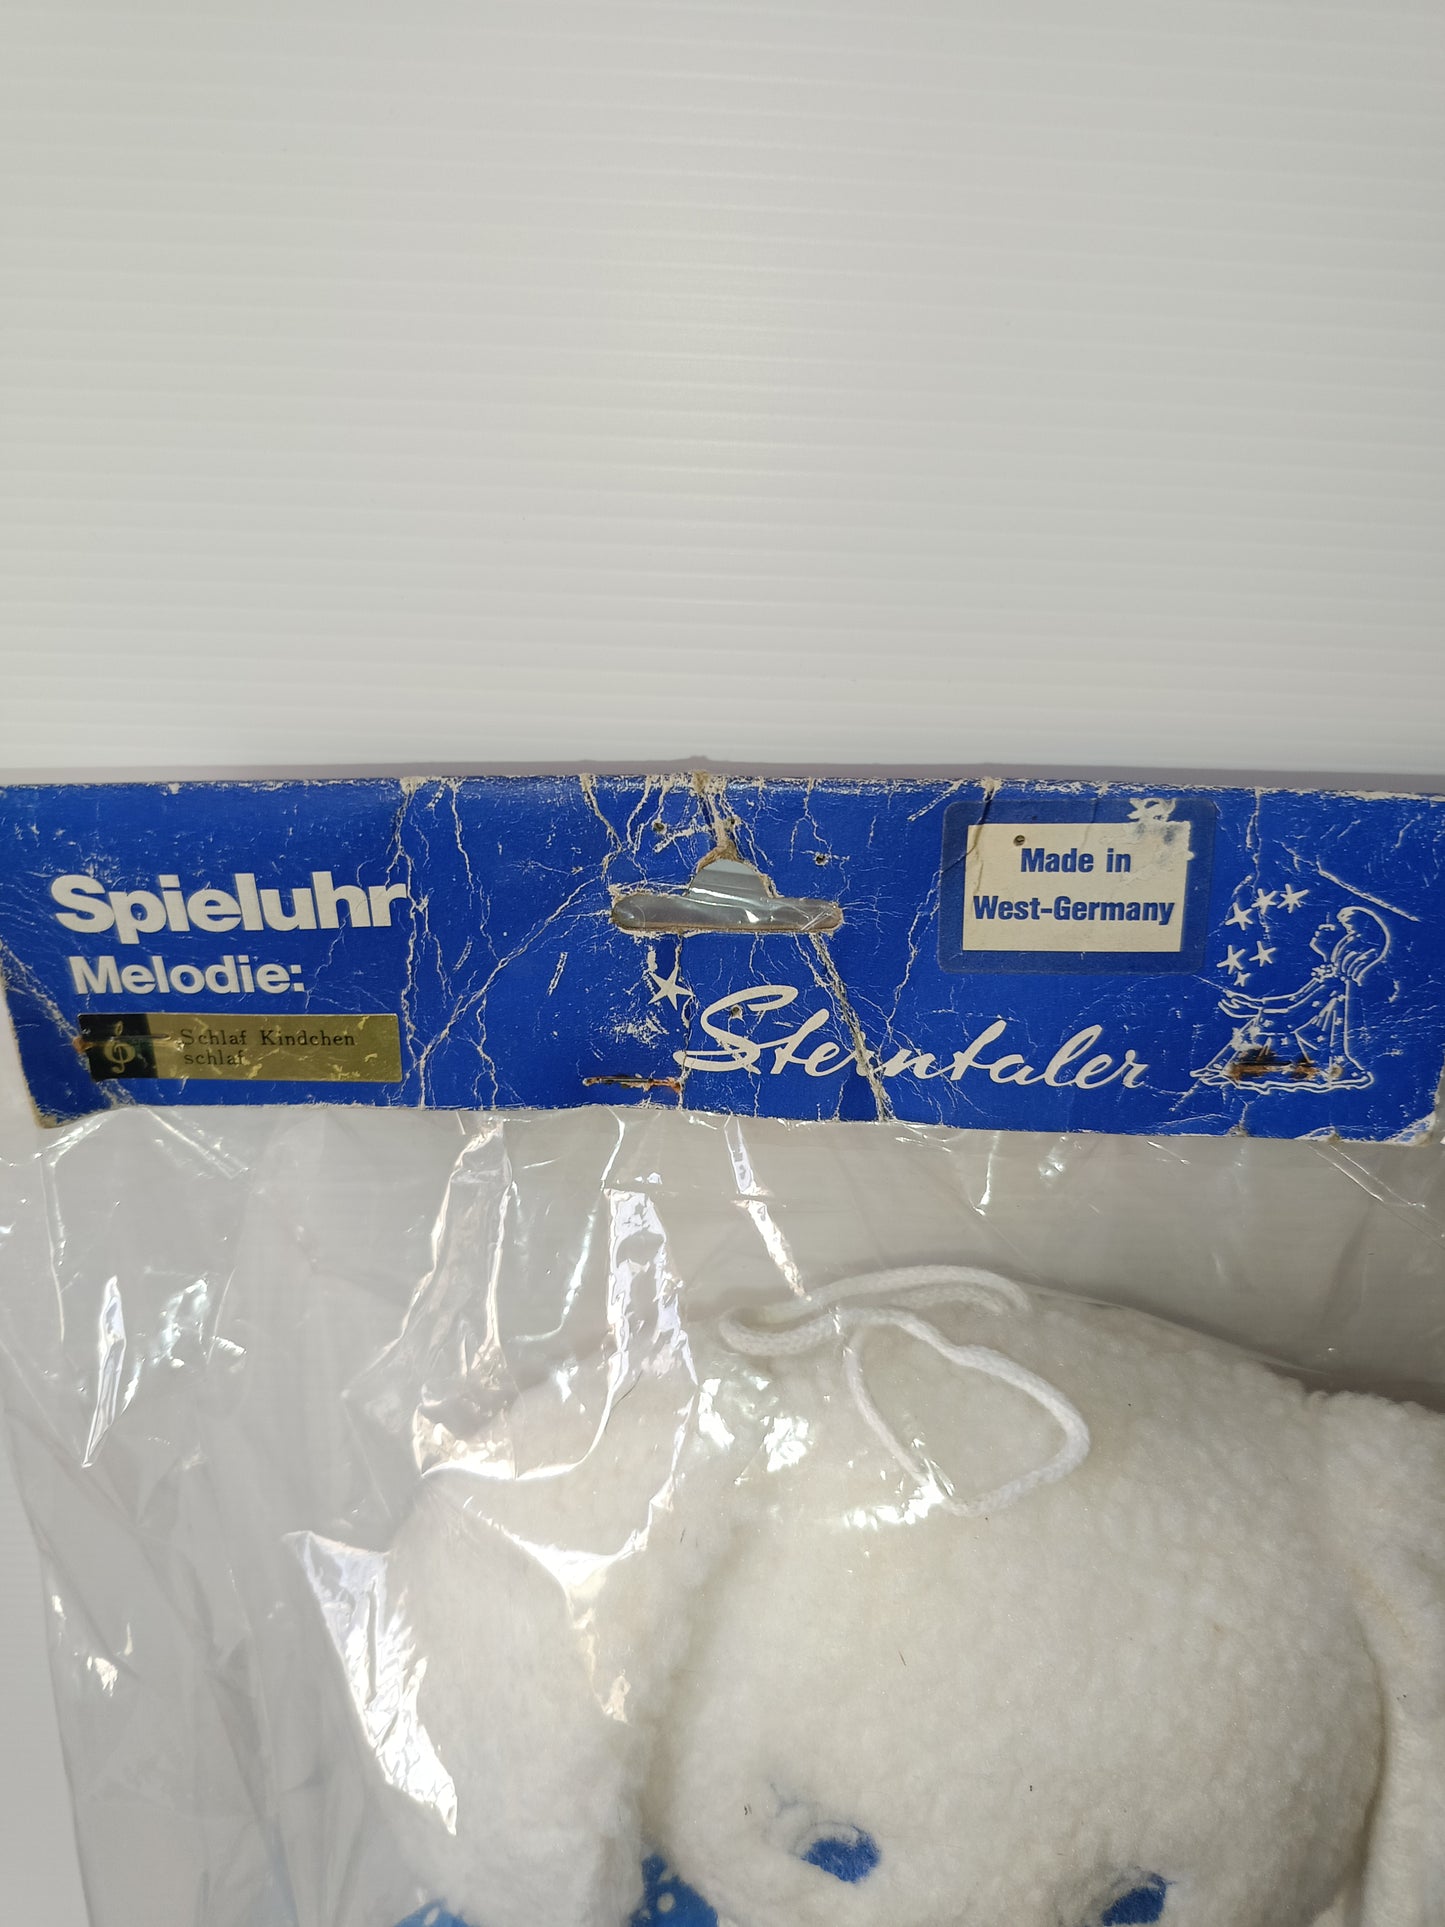 Spieluhr
Melodie:
Schlaf Kindchen
schlaf
Sterntaler
Made in
West-Germany